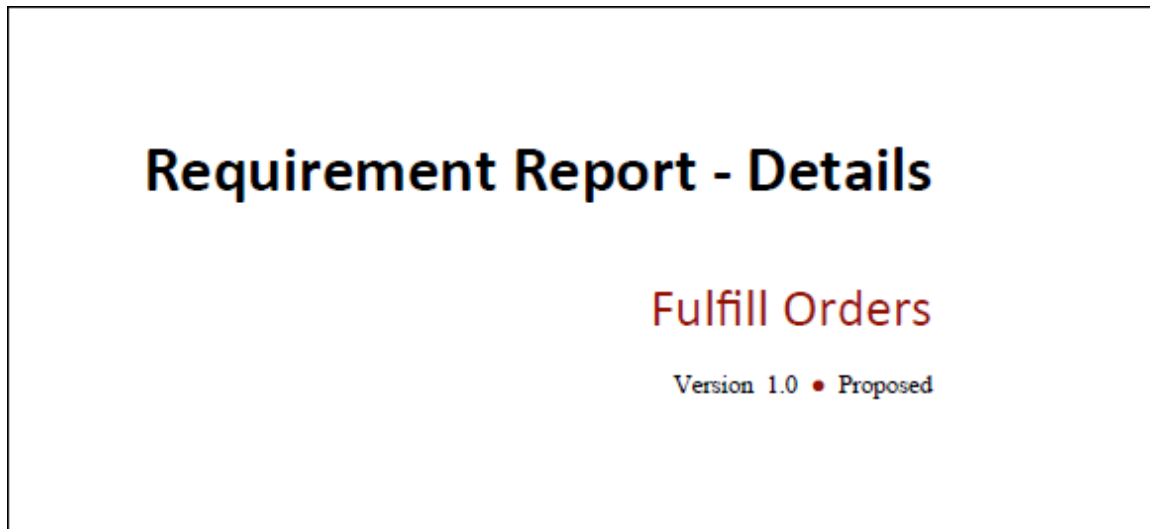 Requirement Report - Details
Fulfill Orders
Version 1.0 ● Proposed